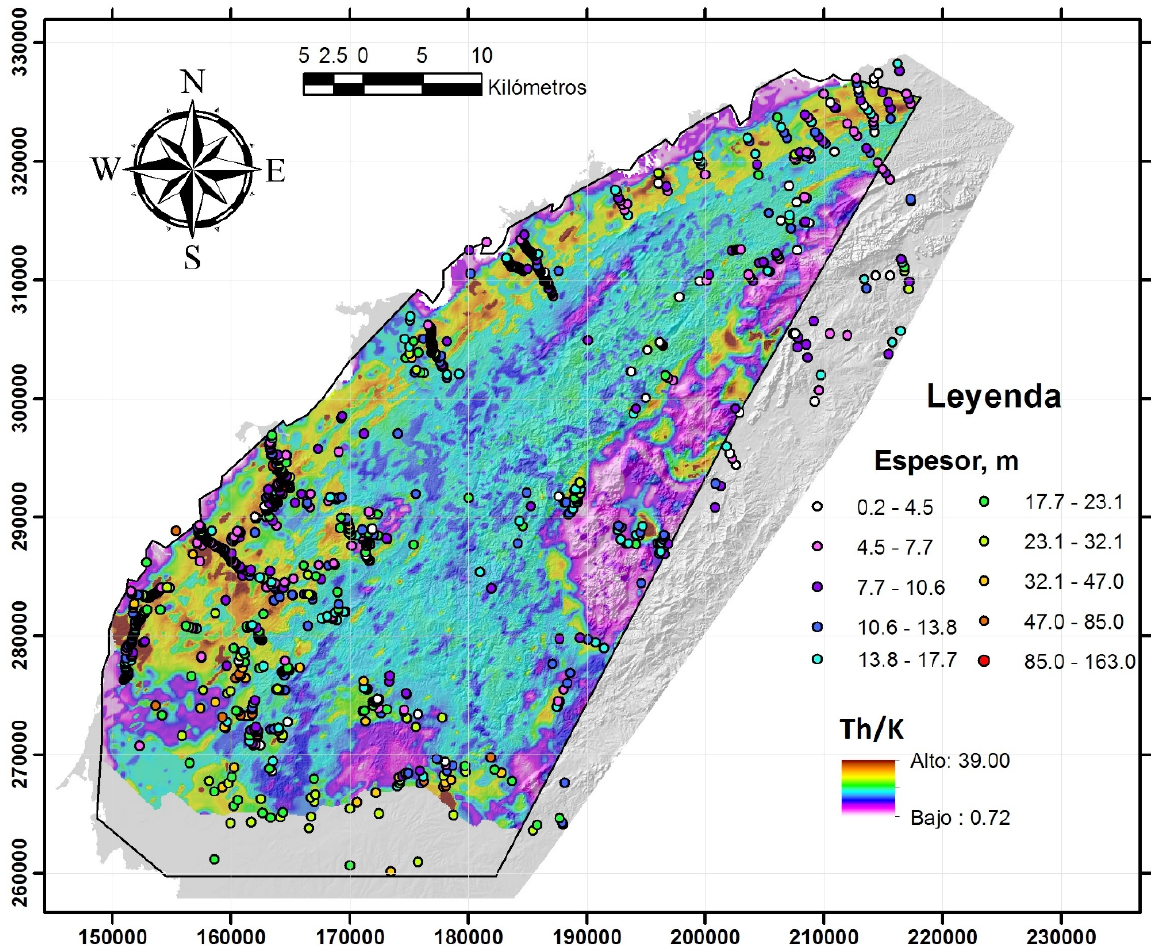 5 2.5 0 5 10
Kilómetros
N
W E
S
330000
320000
310000
300000
290000
280000
270000
260000
Leyenda
Espesor, m
0.2 - 4.5
4.5 - 7.7
7.7 - 10.6
10.6 - 13.8
13.8 - 17.7
17.7 - 23.1
23.1 - 32.1
32.1 - 47.0
47.0 - 85.0
85.0 - 163.0
Th/K
Alto: 39.00
Bajo : 0.72
150000 160000 170000 180000 190000 200000 210000 220000 230000